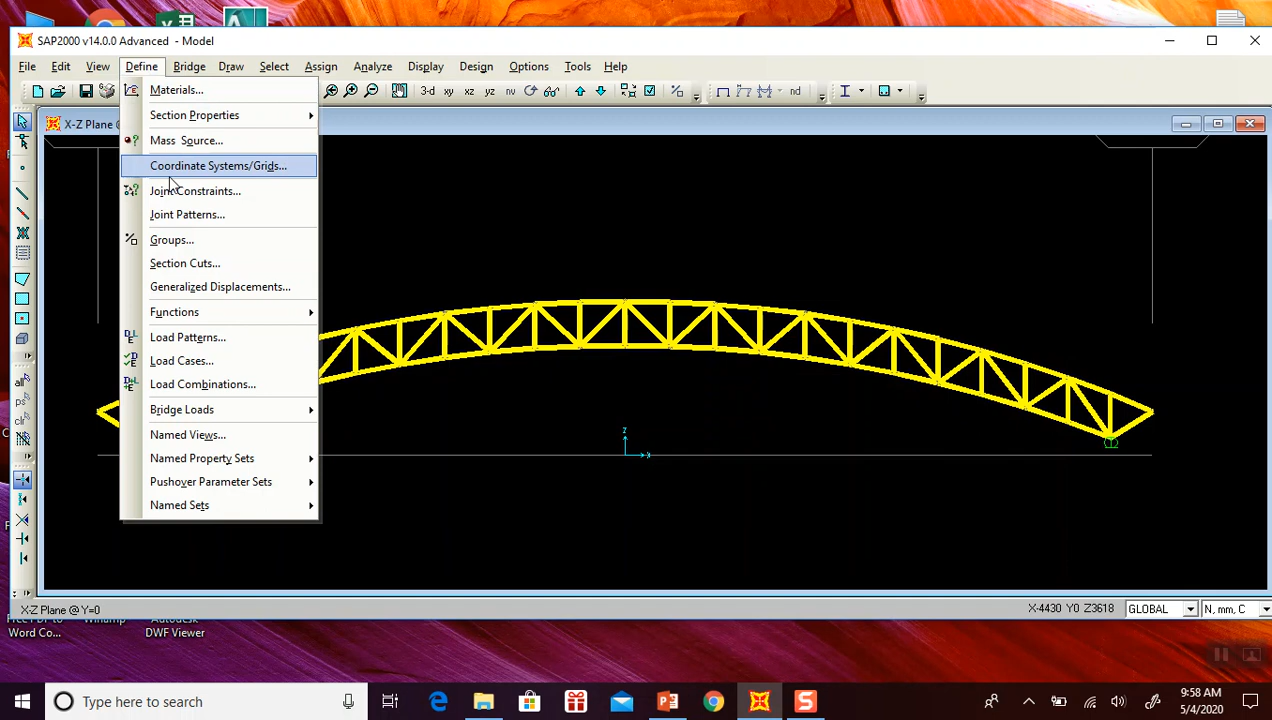 SAP2000 v14.0.0 Advanced - Model
File Edit View Define Bridge Draw Select Assign Analyze Display Design Options Tools Help
3-d xy xz yz nv nd
X-Z Plane @
Materials...
Section Properties
Mass Source...
Coordinate Systems/Grids...
Joint Constraints...
Joint Patterns...
Groups...
Section Cuts...
Generalized Displacements...
Functions
Load Patterns...
Load Cases...
Load Combinations...
Bridge Loads
Named Views...
Named Property Sets
Pushover Parameter Sets
Named Sets
all
ps
clr
Z
X
X-Z Plane @ Y=0
X-4430 Y0 Z3618
GLOBAL
N, mm, C
Word Co...
DWF Viewer
Type here to search
9:58 AM
5/4/2020